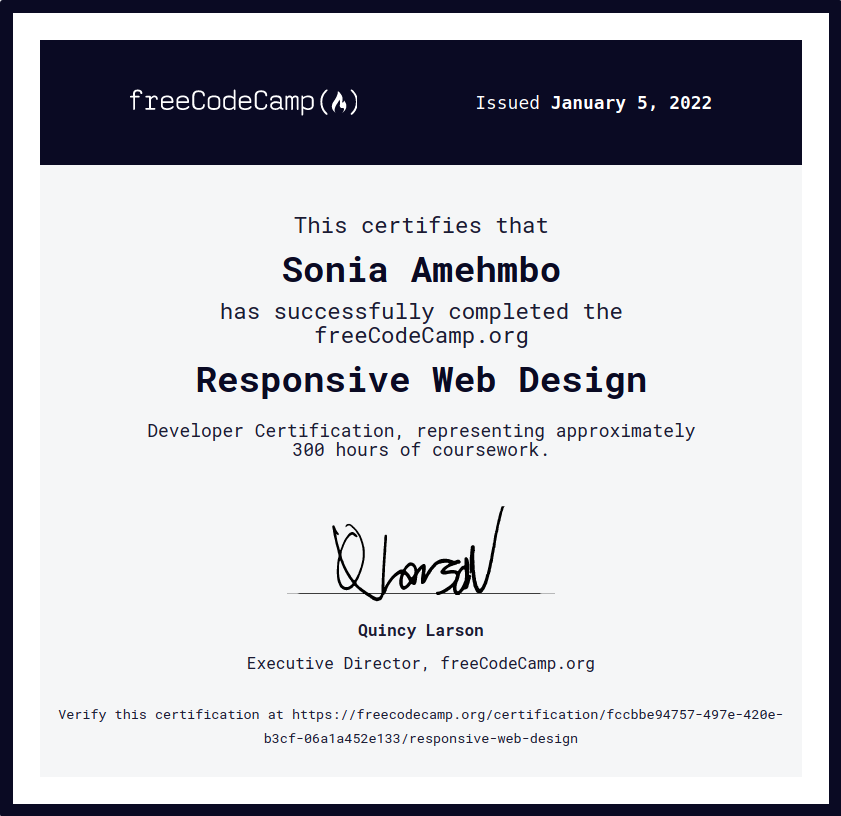 freeCodeCamp(🔥)
Issued January 5, 2022
This certifies that
Sonia Amehmbo
has successfully completed the
freeCodeCamp.org
Responsive Web Design
Developer Certification, representing approximately
300 hours of coursework.
Q Larson
Quincy Larson
Executive Director, freeCodeCamp.org
Verify this certification at https://freecodecamp.org/certification/fccbbe94757-497e-420e-
b3cf-06a1a452e133/responsive-web-design